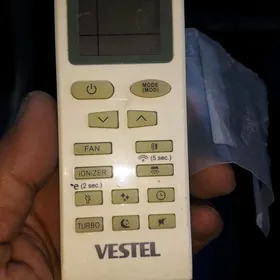 MODE
(MOD)
FAN
(5 sec.)
IONIZER
(2 sec.)
TURBO
VESTEL